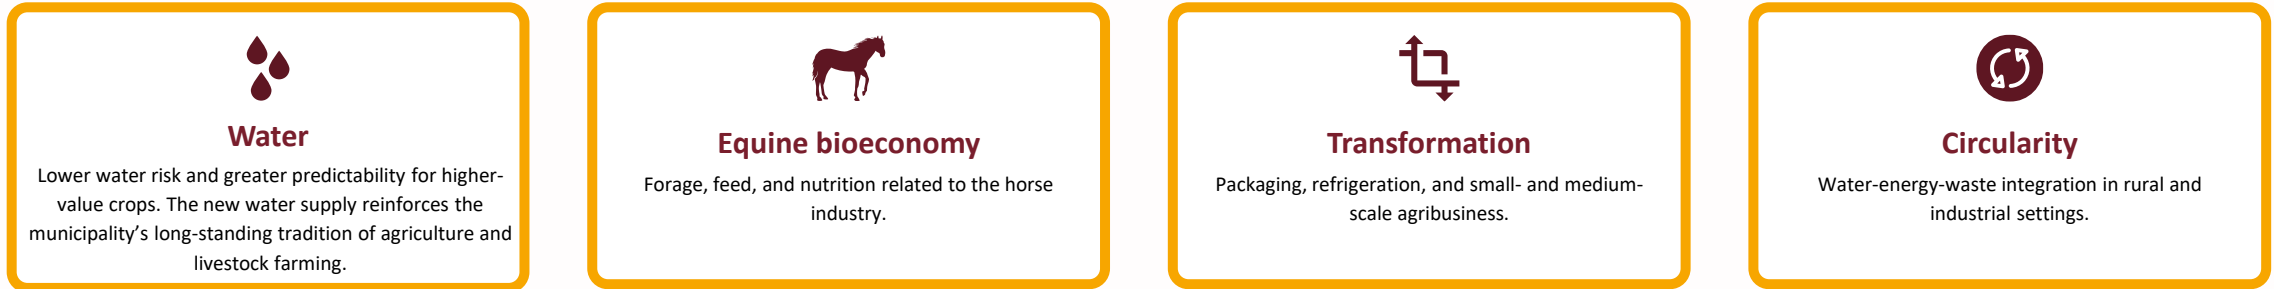 Water
Lower water risk and greater predictability for higher-
value crops. The new water supply reinforces the
municipality’s long-standing tradition of agriculture and
livestock farming.
Equine bioeconomy
Forage, feed, and nutrition related to the horse
industry.
Transformation
Packaging, refrigeration, and small- and medium-
scale agribusiness.
Circularity
Water-energy-waste integration in rural and
industrial settings.